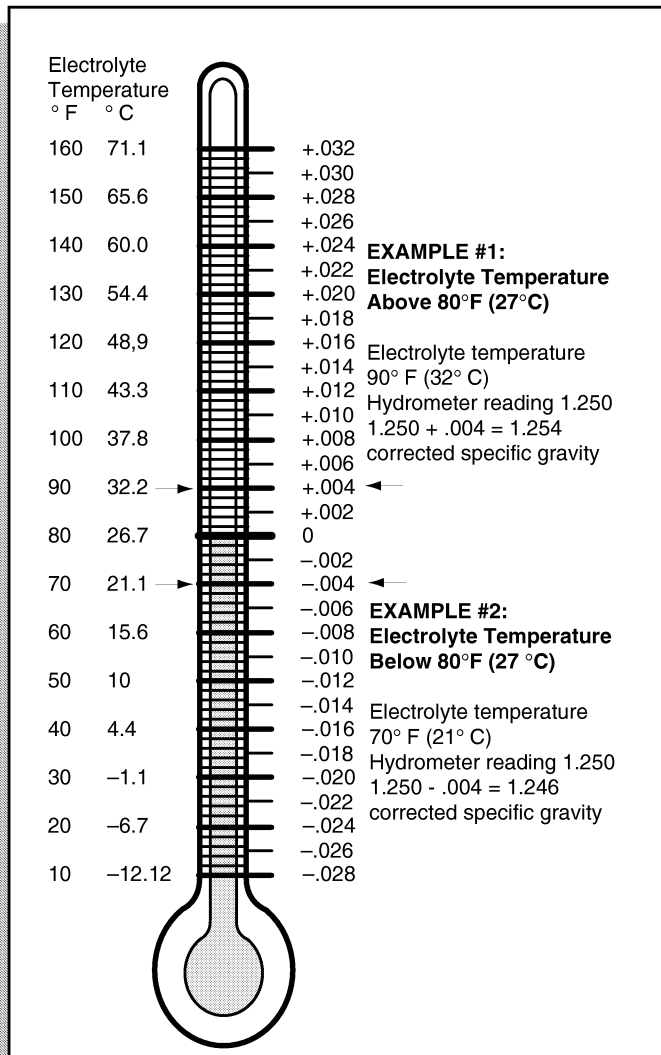 Electrolyte
Temperature
° F ° C
160 71.1 +.032
+.030
150 65.6 +.028
+.026
140 60.0 +.024
+.022
130 54.4 +.020
+.018
120 48,9 +.016
+.014
110 43.3 +.012
+.010
100 37.8 +.008
+.006
90 32.2 +.004
+.002
80 26.7 0
–.002
70 21.1 –.004
–.006
60 15.6 –.008
–.010
50 10 –.012
–.014
40 4.4 –.016
–.018
30 –1.1 –.020
–.022
20 –6.7 –.024
–.026
10 –12.12 –.028
EXAMPLE #1:
Electrolyte Temperature
Above 80°F (27°C)
Electrolyte temperature
90° F (32° C)
Hydrometer reading 1.250
1.250 + .004 = 1.254
corrected specific gravity
EXAMPLE #2:
Electrolyte Temperature
Below 80°F (27 °C)
Electrolyte temperature
70° F (21° C)
Hydrometer reading 1.250
1.250 - .004 = 1.246
corrected specific gravity